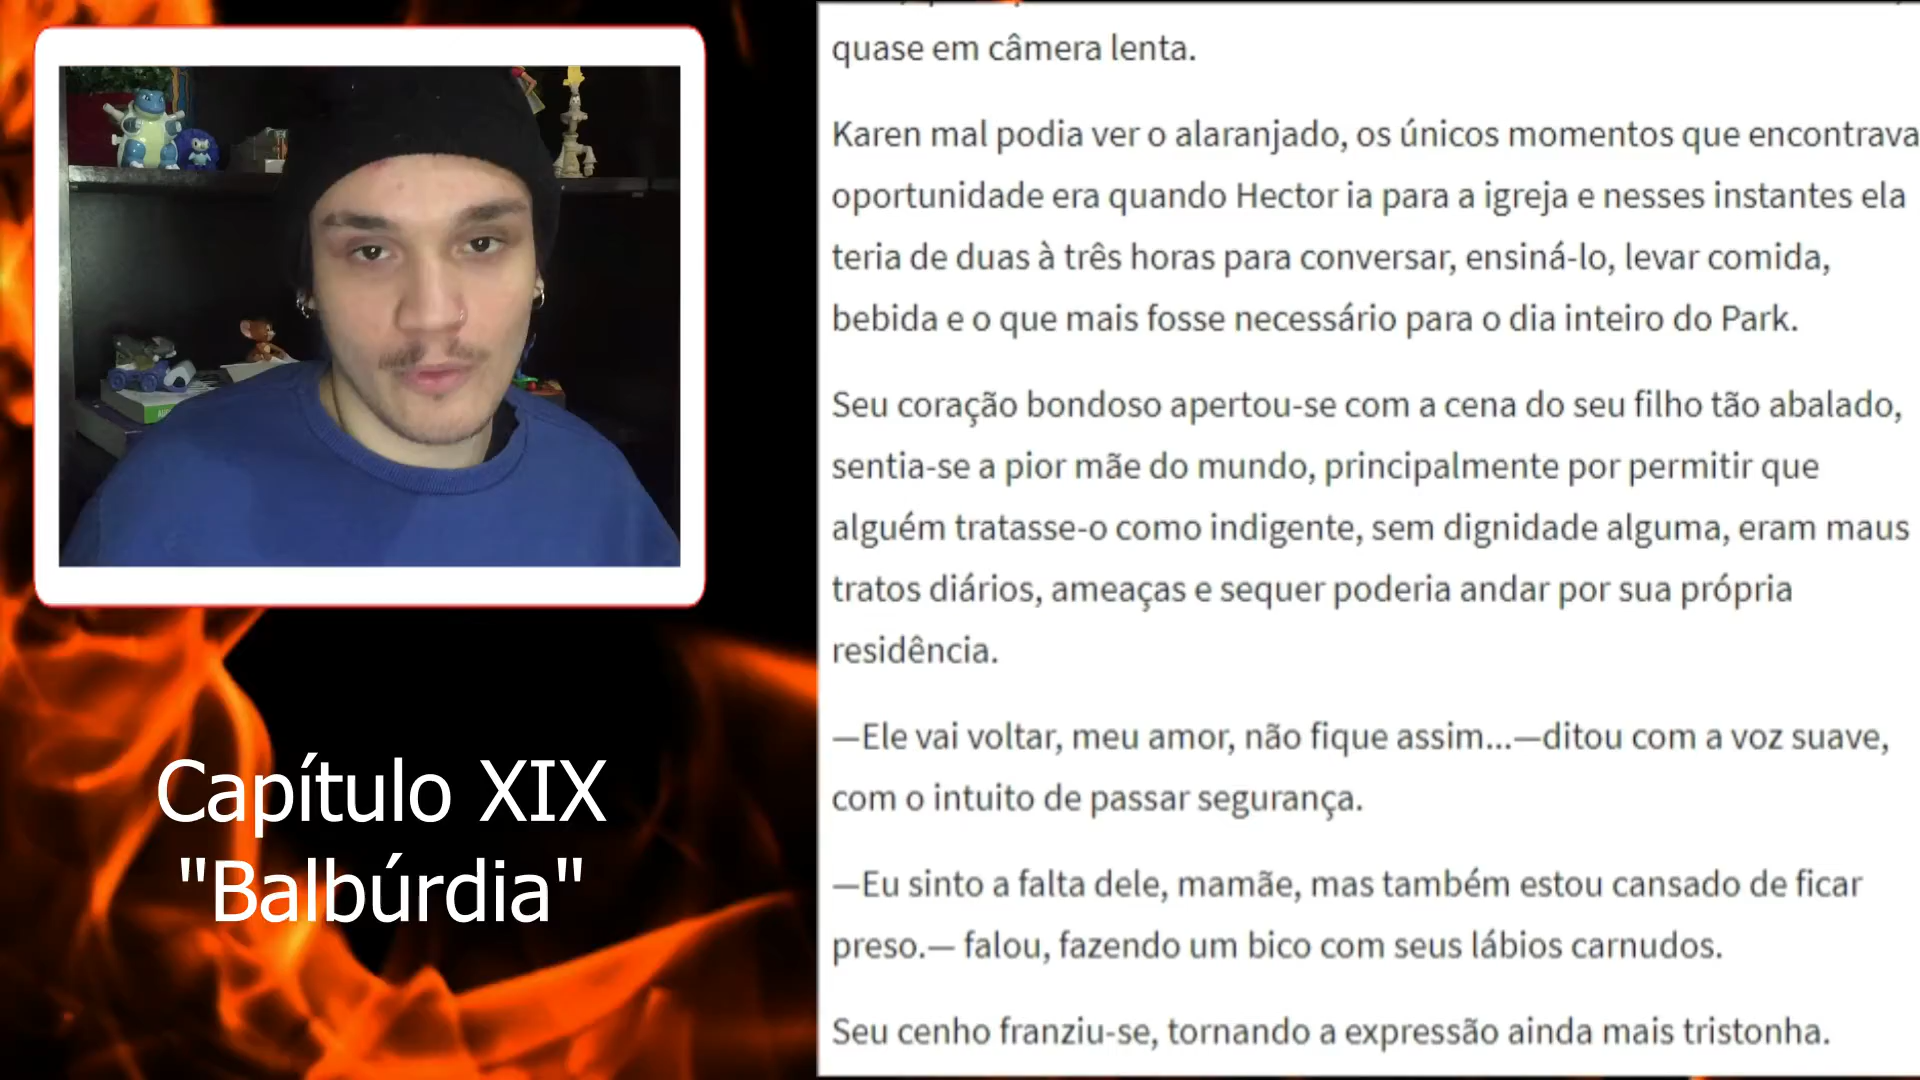 quase em câmera lenta.
Karen mal podia ver o alaranjado, os únicos momentos que encontrava
oportunidade era quando Hector ia para a igreja e nesses instantes ela
teria de duas à três horas para conversar, ensiná-lo, levar comida,
bebida e o que mais fosse necessário para o dia inteiro do Park.
Seu coração bondoso apertou-se com a cena do seu filho tão abalado,
sentia-se a pior mãe do mundo, principalmente por permitir que
alguém tratasse-o como indigente, sem dignidade alguma, eram maus
tratos diários, ameaças e sequer poderia andar por sua própria
residência.
—Ele vai voltar, meu amor, não fique assim...—ditou com a voz suave,
com o intuito de passar segurança.
—Eu sinto a falta dele, mamãe, mas também estou cansado de ficar
preso.— falou, fazendo um bico com seus lábios carnudos.
Seu cenho franziu-se, tornando a expressão ainda mais tristonha.
Capítulo XIX
"Balbúrdia"